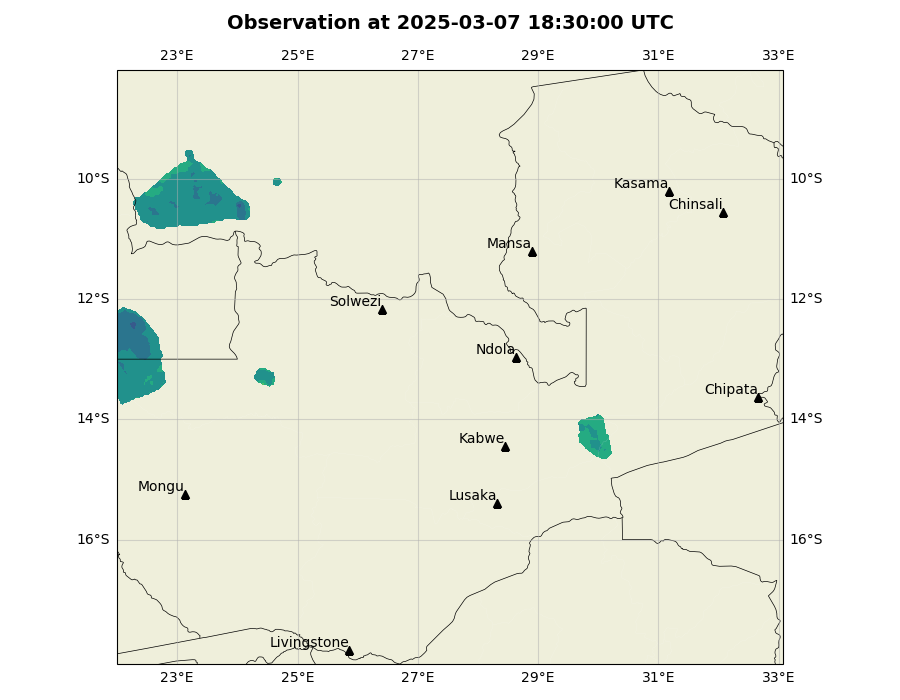 Observation at 2025-03-07 18:30:00 UTC
23°E 25°E 27°E 29°E 31°E 33°E
10°S 10°S
Kasama
Chinsali
Mansa
12°S 12°S
Solwezi
Ndola
Chipata
14°S 14°S
Kabwe
Mongu
Lusaka
16°S 16°S
Livingstone
23°E 25°E 27°E 29°E 31°E 33°E